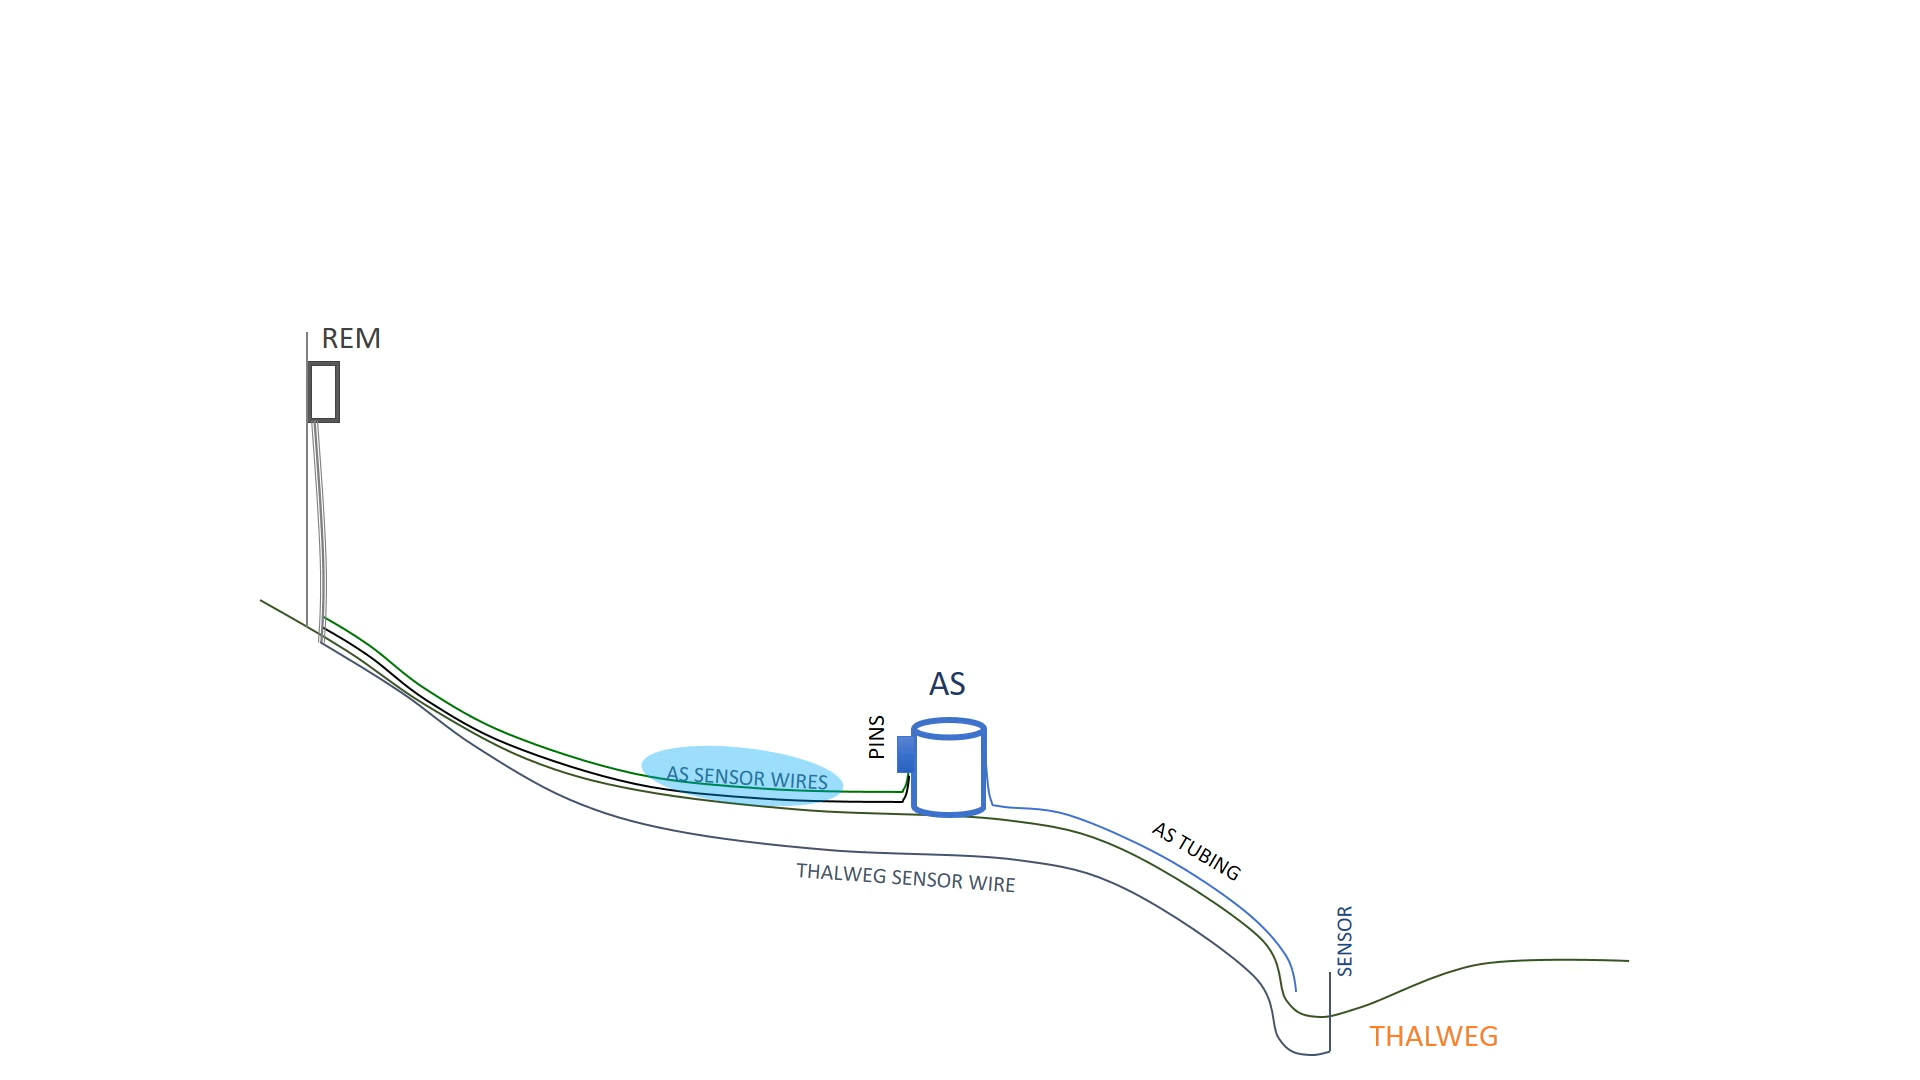 REM
AS
PINS
AS SENSOR WIRES
AS TUBING
THALWEG SENSOR WIRE
SENSOR
THALWEG